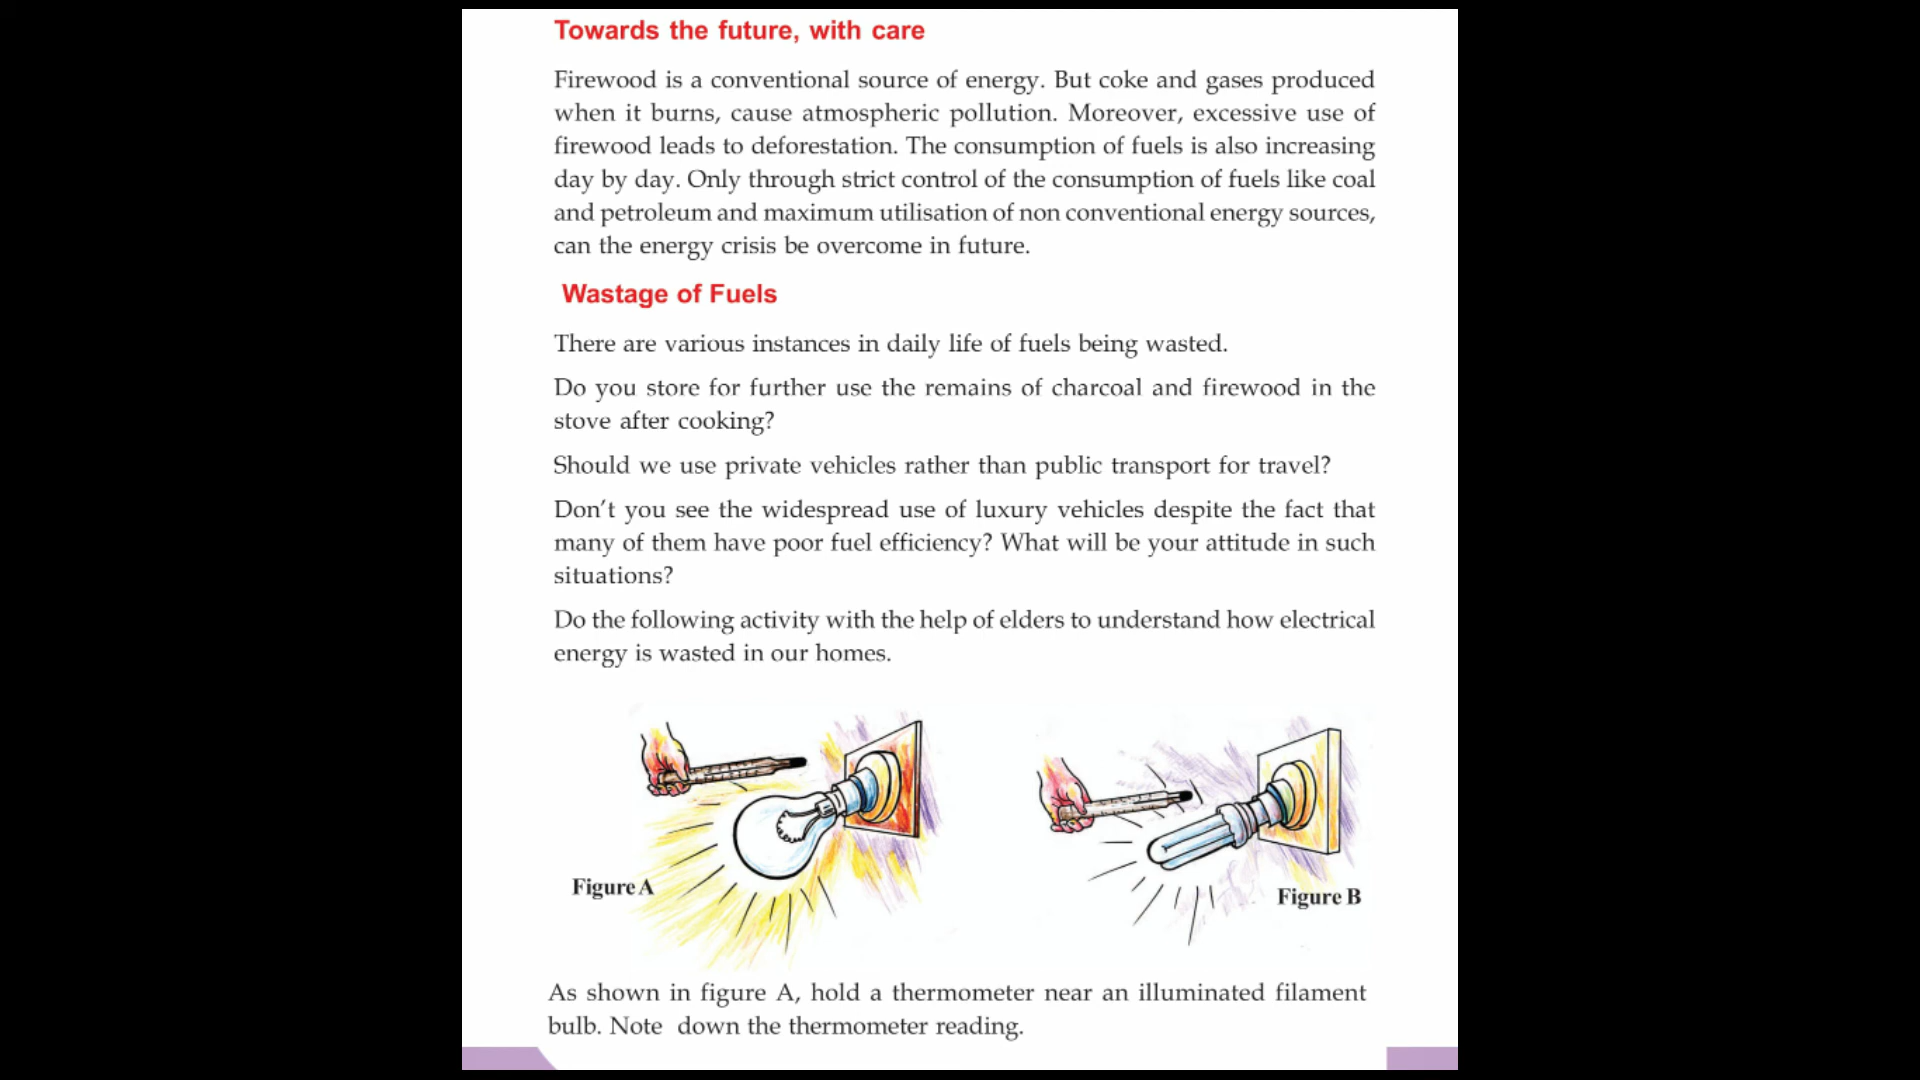 Towards the future, with care
Firewood is a conventional source of energy. But coke and gases produced
when it burns, cause atmospheric pollution. Moreover, excessive use of
firewood leads to deforestation. The consumption of fuels is also increasing
day by day. Only through strict control of the consumption of fuels like coal
and petroleum and maximum utilisation of non conventional energy sources,
can the energy crisis be overcome in future.
Wastage of Fuels
There are various instances in daily life of fuels being wasted.
Do you store for further use the remains of charcoal and firewood in the
stove after cooking?
Should we use private vehicles rather than public transport for travel?
Don't you see the widespread use of luxury vehicles despite the fact that
many of them have poor fuel efficiency? What will be your attitude in such
situations?
Do the following activity with the help of elders to understand how electrical
energy is wasted in our homes.
Figure A
Figure B
As shown in figure A, hold a thermometer near an illuminated filament
bulb. Note down the thermometer reading.